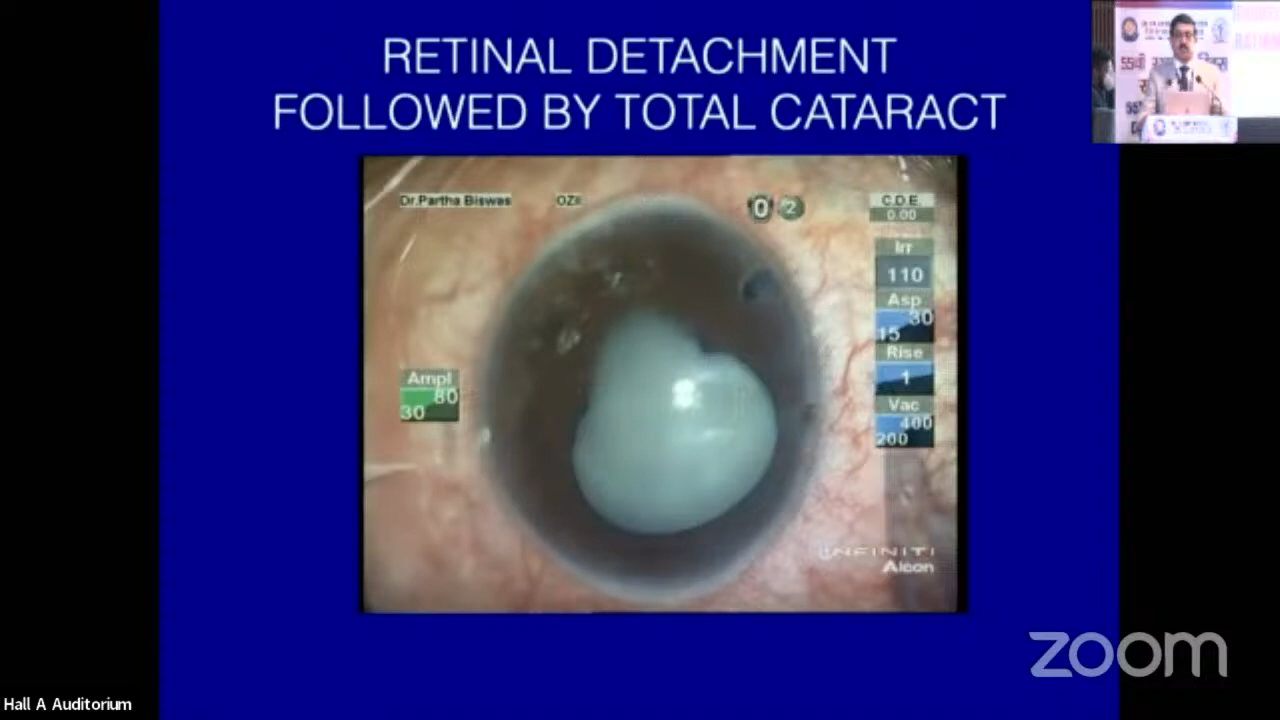 RETINAL DETACHMENT
FOLLOWED BY TOTAL CATARACT
Dr.Partha Biswas
OZil
0
2
C.D.E.
0.00
Irr
110
Asp
30
15
Rise
1
Vac
400
200
Ampl
80
30
INFINITI
Alcon
zoom
Hall A Auditorium
55वीं